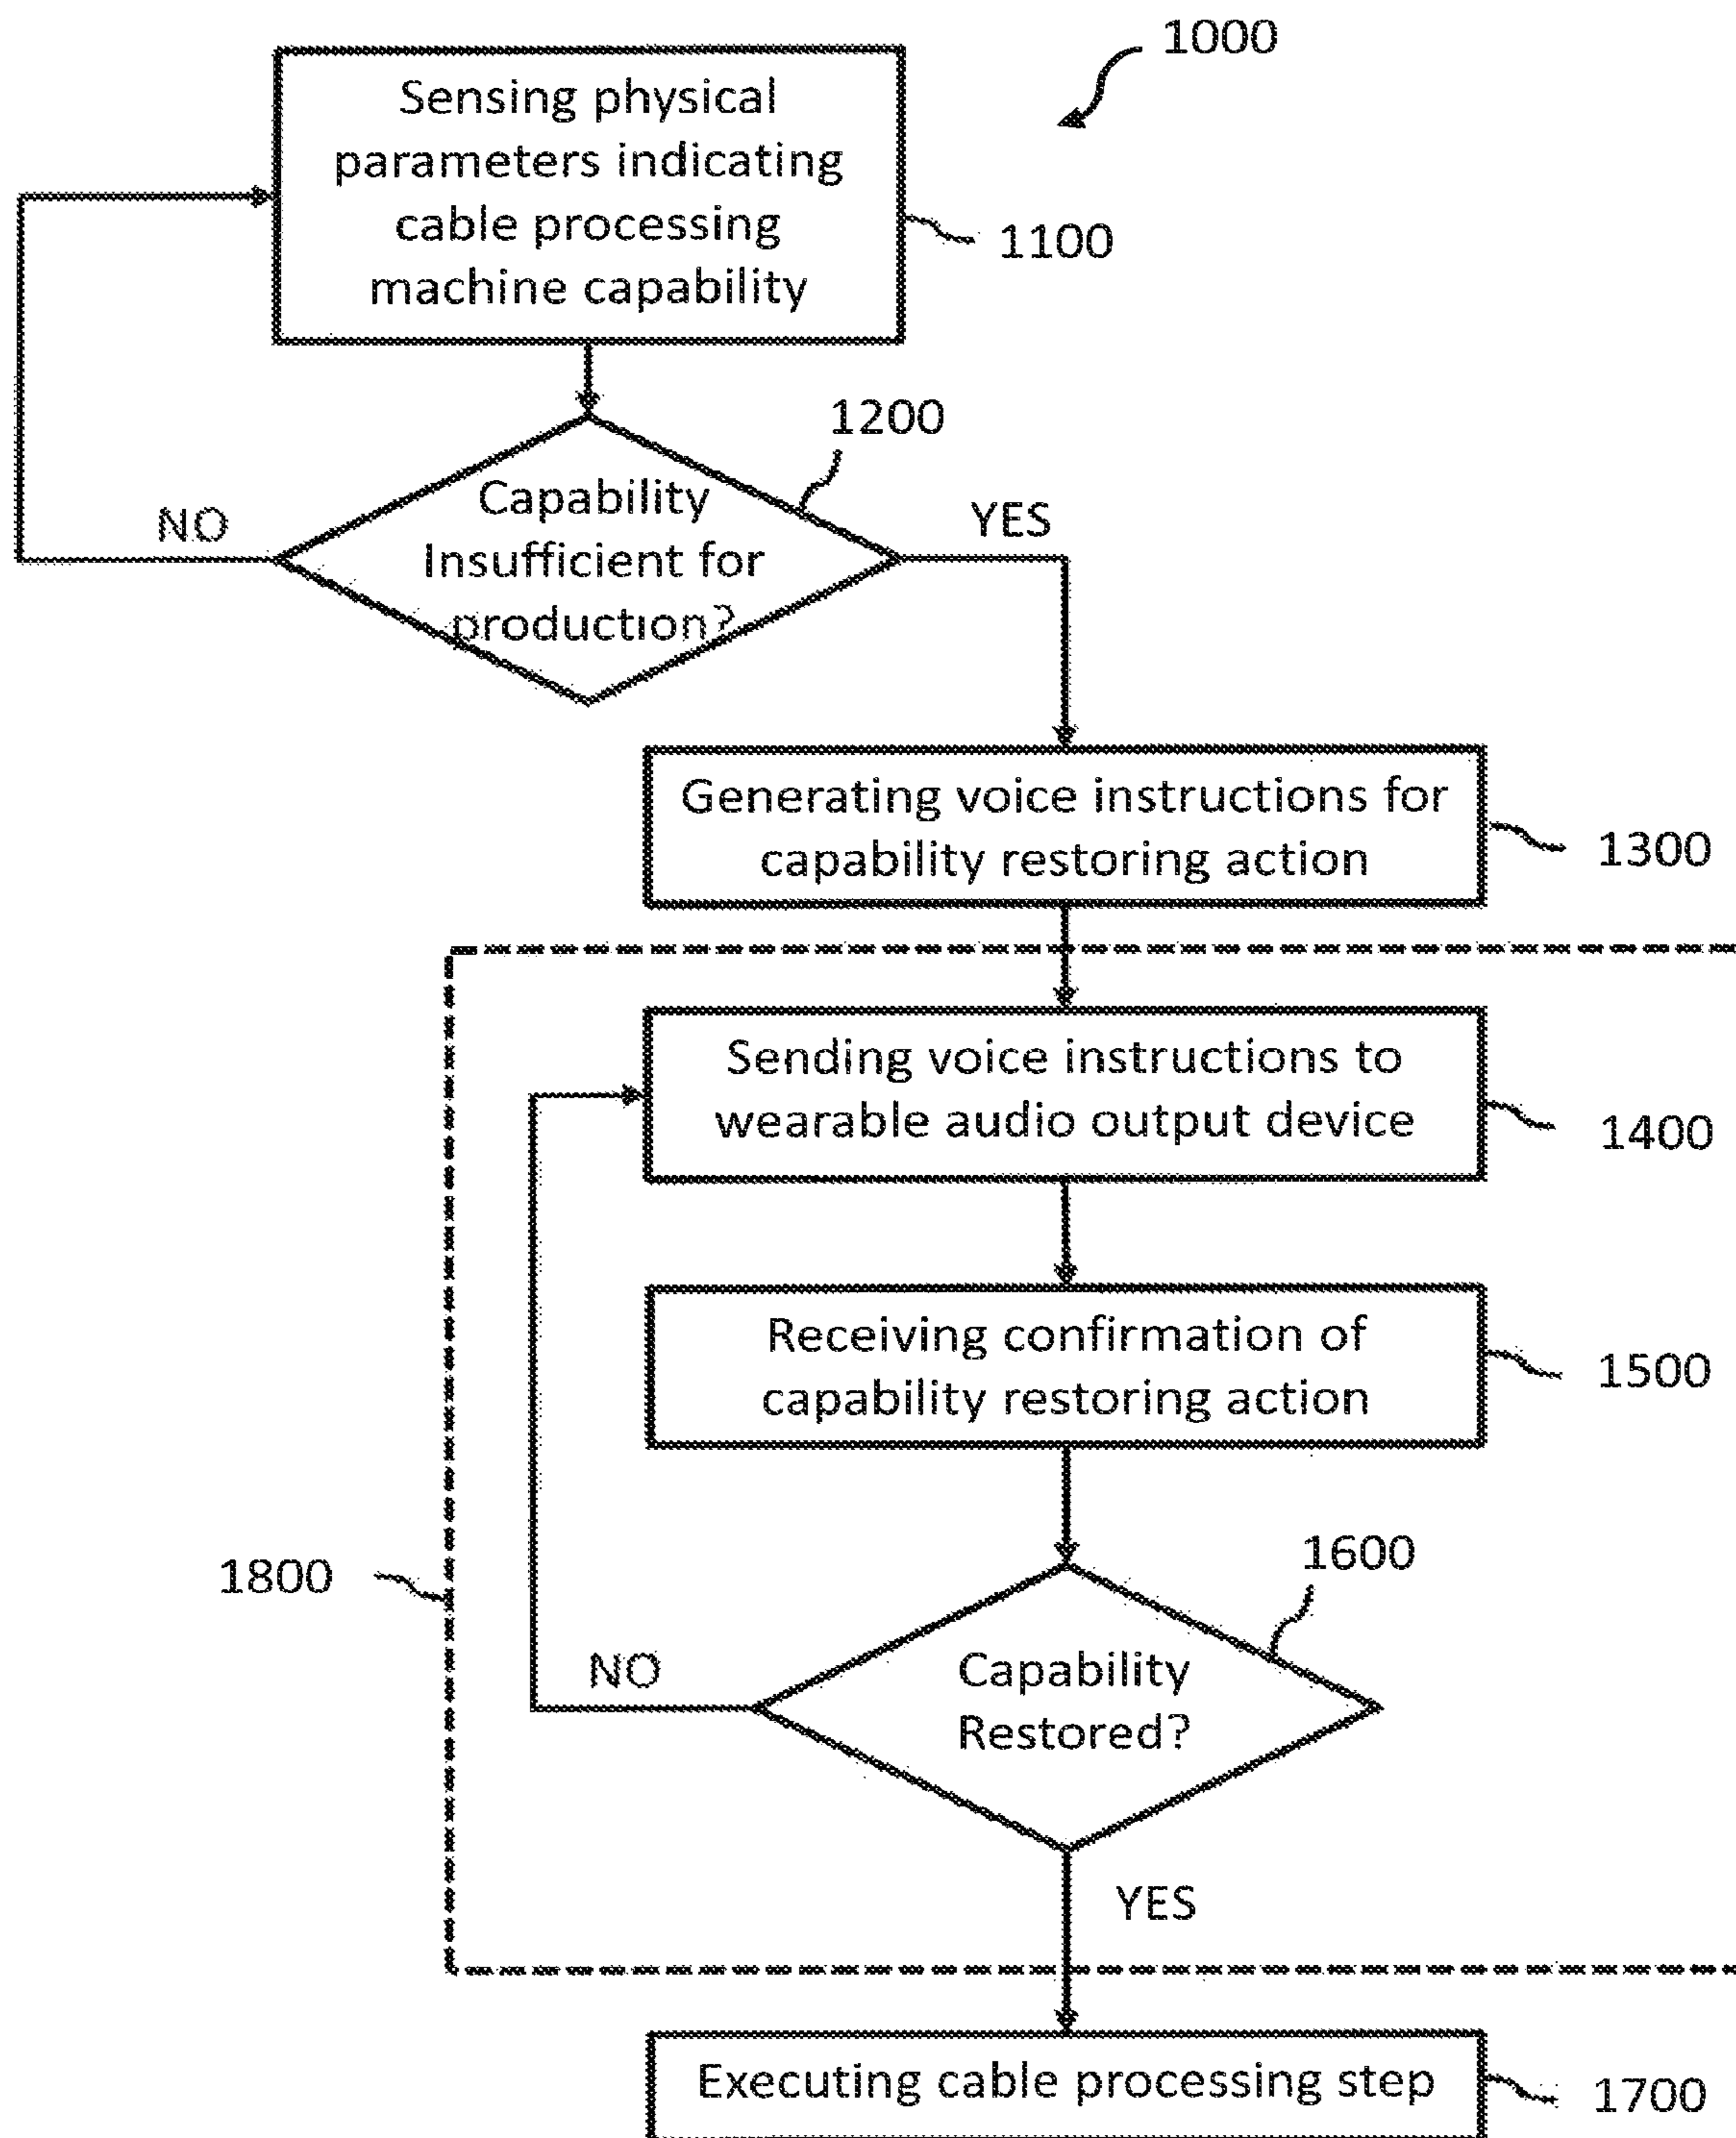 1000
Sensing physical
parameters indicating
cable processing
machine capability
1100
1200
Capability
Insufficient for
production?
NO
YES
Generating voice instructions for
capability restoring action
1300
Sending voice instructions to
wearable audio output device
1400
Receiving confirmation of
capability restoring action
1500
1600
1800
Capability
Restored?
NO
YES
Executing cable processing step
1700